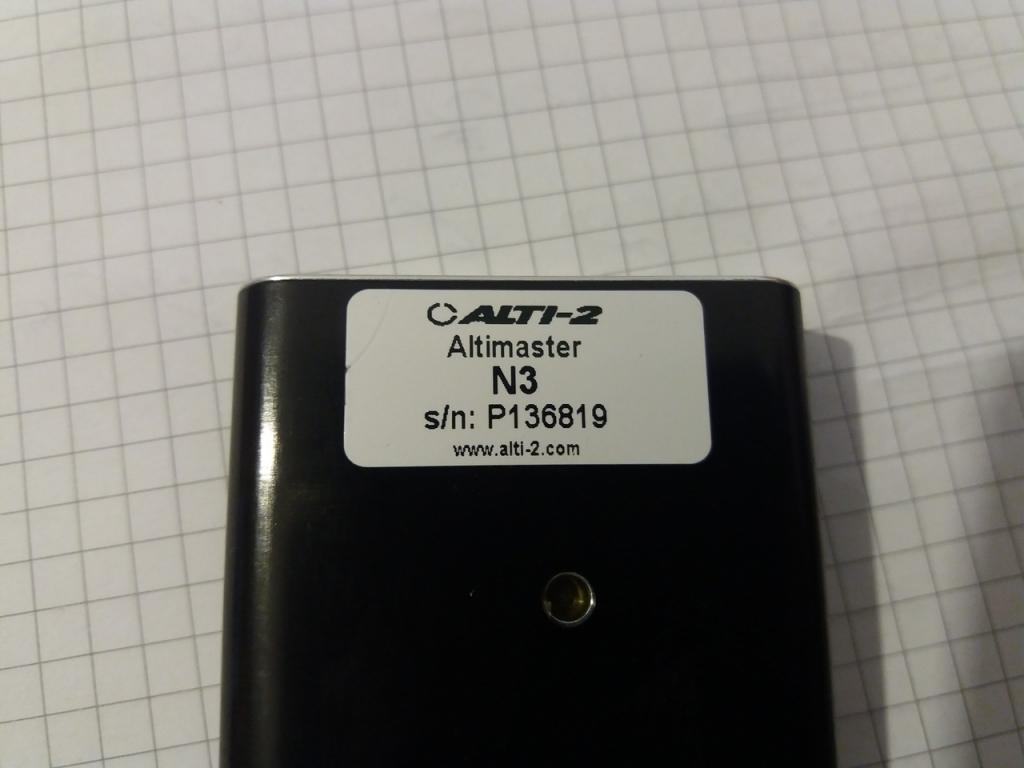 ALTI-2
Altimaster
N3
s/n: P136819
www.alti-2.com